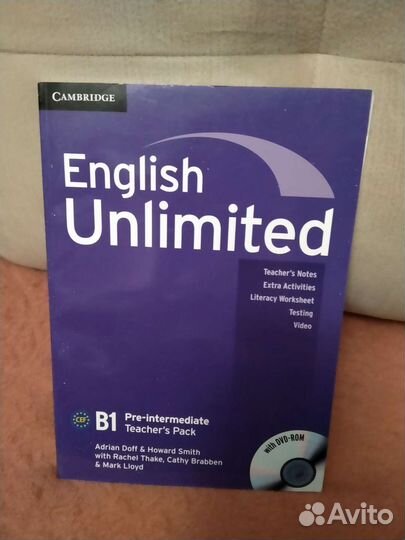 CAMBRIDGE
English
Unlimited
Teacher's Notes
Extra Activities
Literacy Worksheet
Testing
Video
CEF B1 Pre-intermediate
Teacher's Pack
Adrian Doff & Howard Smith
with Rachel Thake, Cathy Brabben
& Mark Lloyd
with DVD-ROM
Avito